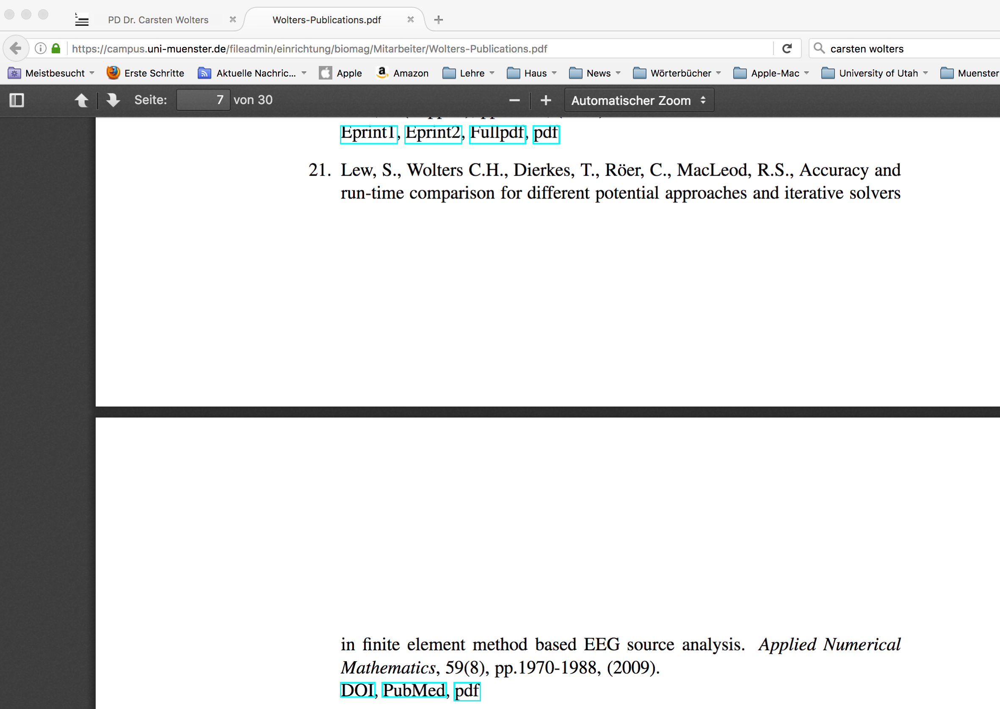 PD Dr. Carsten Wolters
Wolters-Publications.pdf
https://campus.uni-muenster.de/fileadmin/einrichtung/biomag/Mitarbeiter/Wolters-Publications.pdf
carsten wolters
Meistbesucht Erste Schritte Aktuelle Nachric... Apple Amazon Lehre Haus News Wörterbücher Apple-Mac University of Utah Muenster
Seite: 7 von 30 Automatischer Zoom
Eprint1, Eprint2, Fullpdf, pdf
21. Lew, S., Wolters C.H., Dierkes, T., Röer, C., MacLeod, R.S., Accuracy and
run-time comparison for different potential approaches and iterative solvers
in finite element method based EEG source analysis. Applied Numerical
Mathematics, 59(8), pp.1970-1988, (2009).
DOI, PubMed, pdf